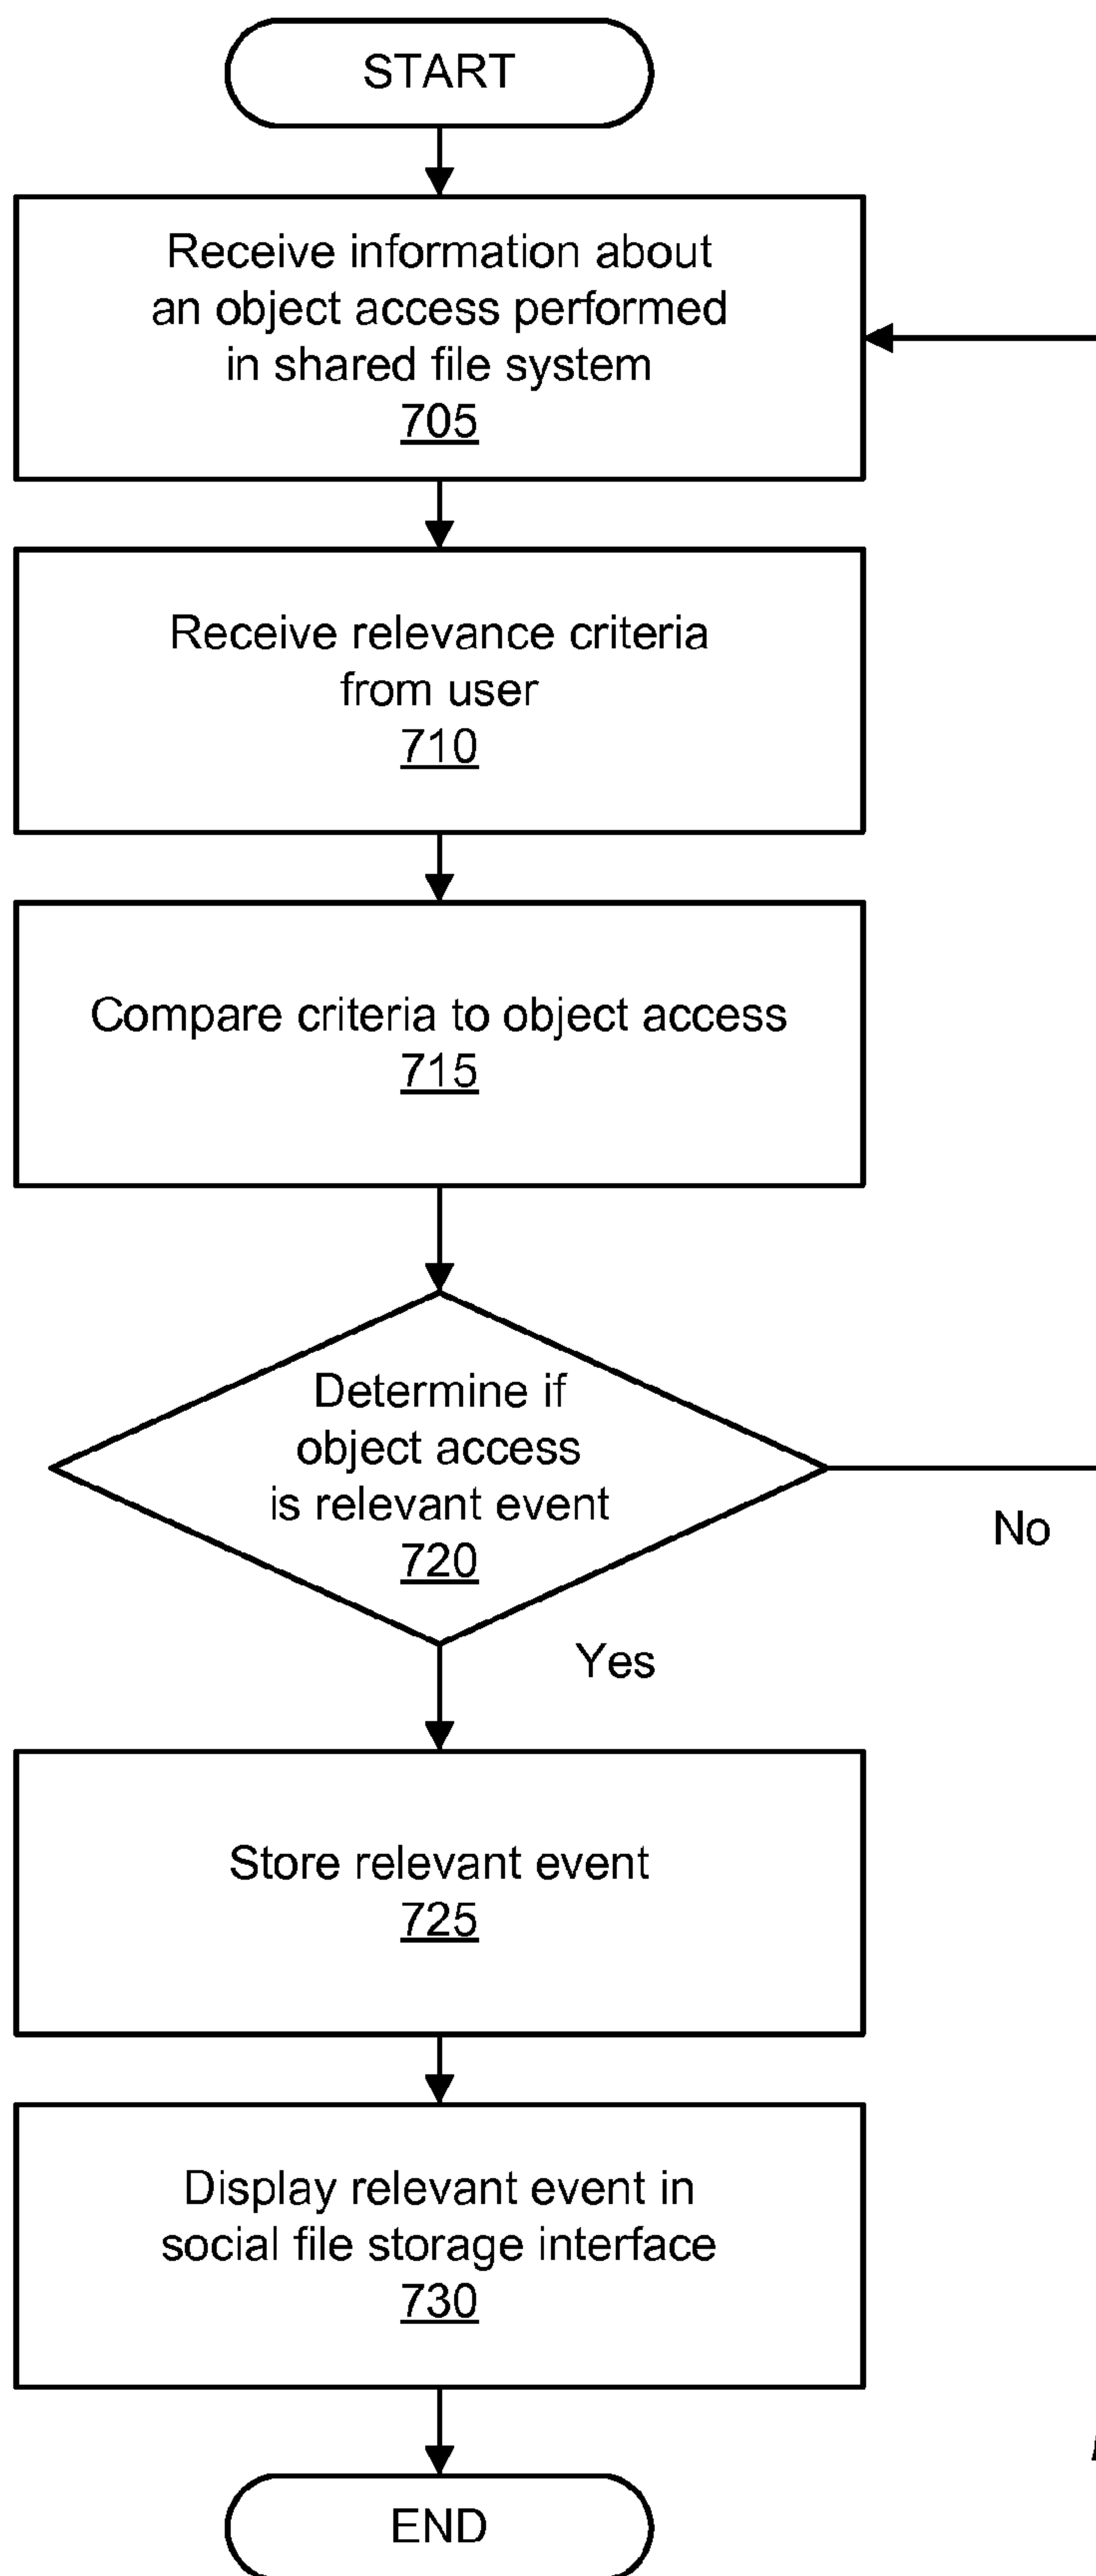 START
Receive information about
an object access performed
in shared file system
705
Receive relevance criteria
from user
710
Compare criteria to object access
715
Determine if
object access
is relevant event
720
No
Yes
Store relevant event
725
Display relevant event in
social file storage interface
730
END